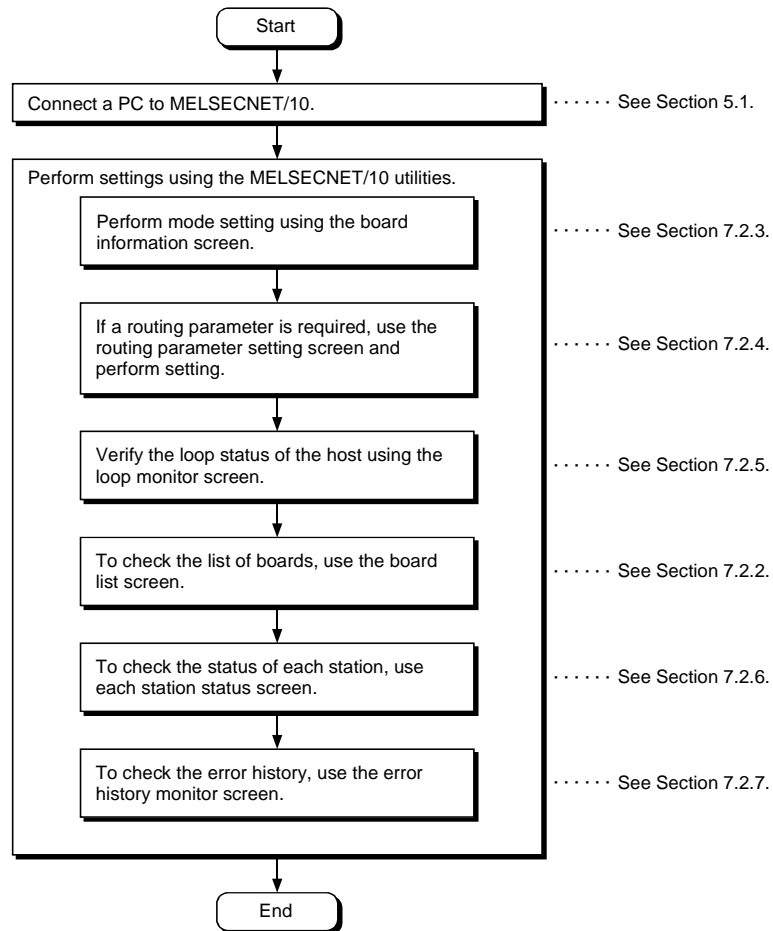 Start
Connect a PC to MELSECNET/10.
······ See Section 5.1.
Perform settings using the MELSECNET/10 utilities.
Perform mode setting using the board
information screen.
······ See Section 7.2.3.
If a routing parameter is required, use the
routing parameter setting screen and
perform setting.
······ See Section 7.2.4.
Verify the loop status of the host using the
loop monitor screen.
······ See Section 7.2.5.
To check the list of boards, use the board
list screen.
······ See Section 7.2.2.
To check the status of each station, use
each station status screen.
······ See Section 7.2.6.
To check the error history, use the error
history monitor screen.
······ See Section 7.2.7.
End